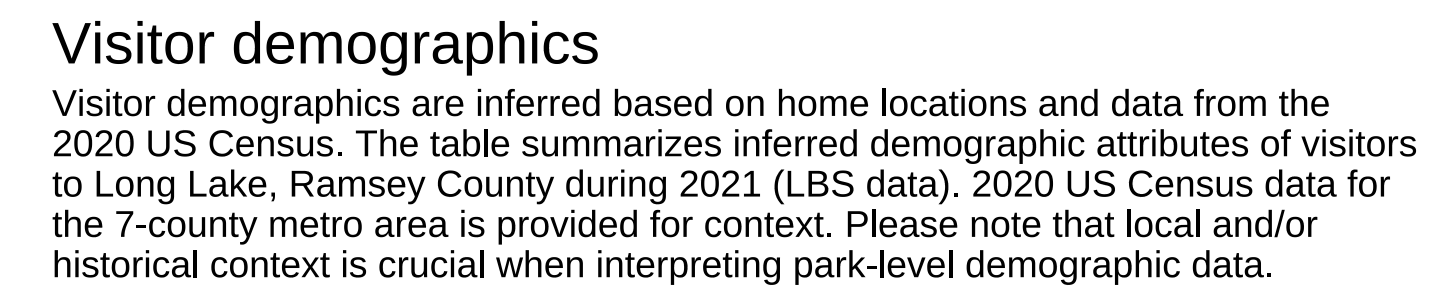 Visitor demographics
Visitor demographics are inferred based on home locations and data from the
2020 US Census. The table summarizes inferred demographic attributes of visitors
to Long Lake, Ramsey County during 2021 (LBS data). 2020 US Census data for
the 7-county metro area is provided for context. Please note that local and/or
historical context is crucial when interpreting park-level demographic data.